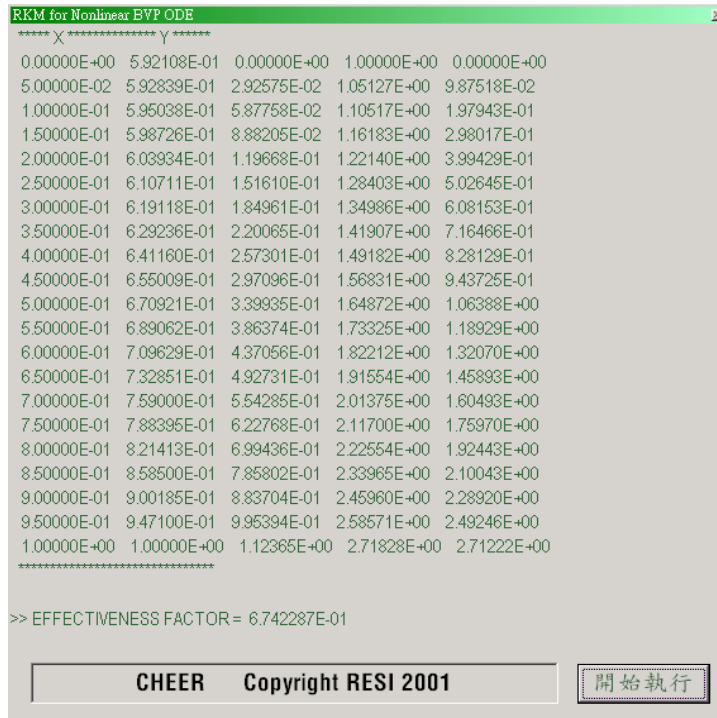 RKM for Nonlinear BVP ODE
***** X ************** Y ******
0.00000E+00 5.92108E-01 0.00000E+00 1.00000E+00 0.00000E+00
5.00000E-02 5.92839E-01 2.92575E-02 1.05127E+00 9.87518E-02
1.00000E-01 5.95038E-01 5.87758E-02 1.10517E+00 1.97943E-01
1.50000E-01 5.98726E-01 8.88205E-02 1.16183E+00 2.98017E-01
2.00000E-01 6.03934E-01 1.19668E-01 1.22140E+00 3.99429E-01
2.50000E-01 6.10711E-01 1.51610E-01 1.28403E+00 5.02645E-01
3.00000E-01 6.19118E-01 1.84961E-01 1.34986E+00 6.08153E-01
3.50000E-01 6.29236E-01 2.20065E-01 1.41907E+00 7.16466E-01
4.00000E-01 6.41160E-01 2.57301E-01 1.49182E+00 8.28129E-01
4.50000E-01 6.55009E-01 2.97096E-01 1.56831E+00 9.43725E-01
5.00000E-01 6.70921E-01 3.39935E-01 1.64872E+00 1.06388E+00
5.50000E-01 6.89062E-01 3.86374E-01 1.73325E+00 1.18929E+00
6.00000E-01 7.09629E-01 4.37056E-01 1.82212E+00 1.32070E+00
6.50000E-01 7.32851E-01 4.92731E-01 1.91554E+00 1.45893E+00
7.00000E-01 7.59000E-01 5.54285E-01 2.01375E+00 1.60493E+00
7.50000E-01 7.88395E-01 6.22768E-01 2.11700E+00 1.75970E+00
8.00000E-01 8.21413E-01 6.99436E-01 2.22554E+00 1.92443E+00
8.50000E-01 8.58500E-01 7.85802E-01 2.33965E+00 2.10043E+00
9.00000E-01 9.00185E-01 8.83704E-01 2.45960E+00 2.28920E+00
9.50000E-01 9.47100E-01 9.95394E-01 2.58571E+00 2.49246E+00
1.00000E+00 1.00000E+00 1.12365E+00 2.71828E+00 2.71222E+00
*******************************
>> EFFECTIVENESS FACTOR = 6.742287E-01
CHEER Copyright RESI 2001
開始執行